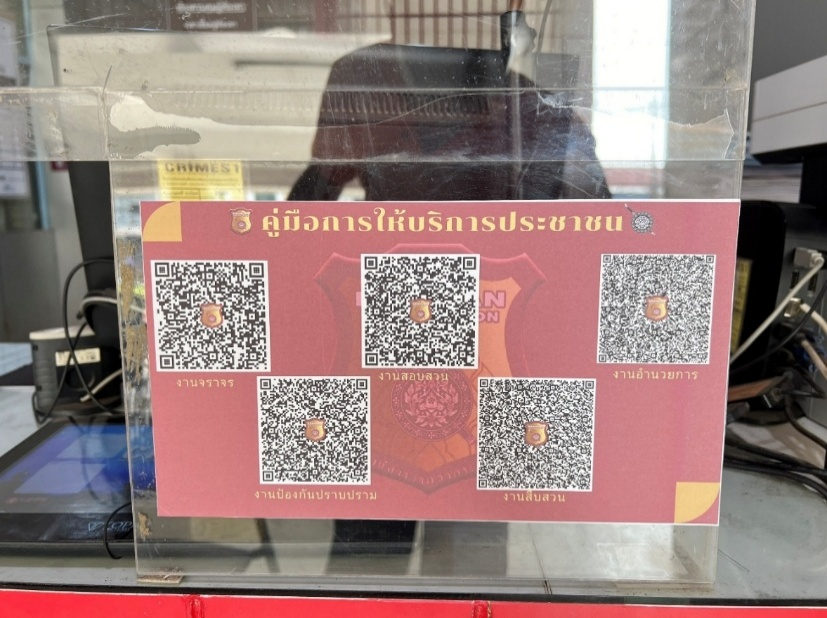 CRIMES
คู่มือการให้บริการประชาชน
งานจราจร
งานสอบสวน
งานอำนวยการ
งานป้องกันปราบปราม
งานสืบสวน